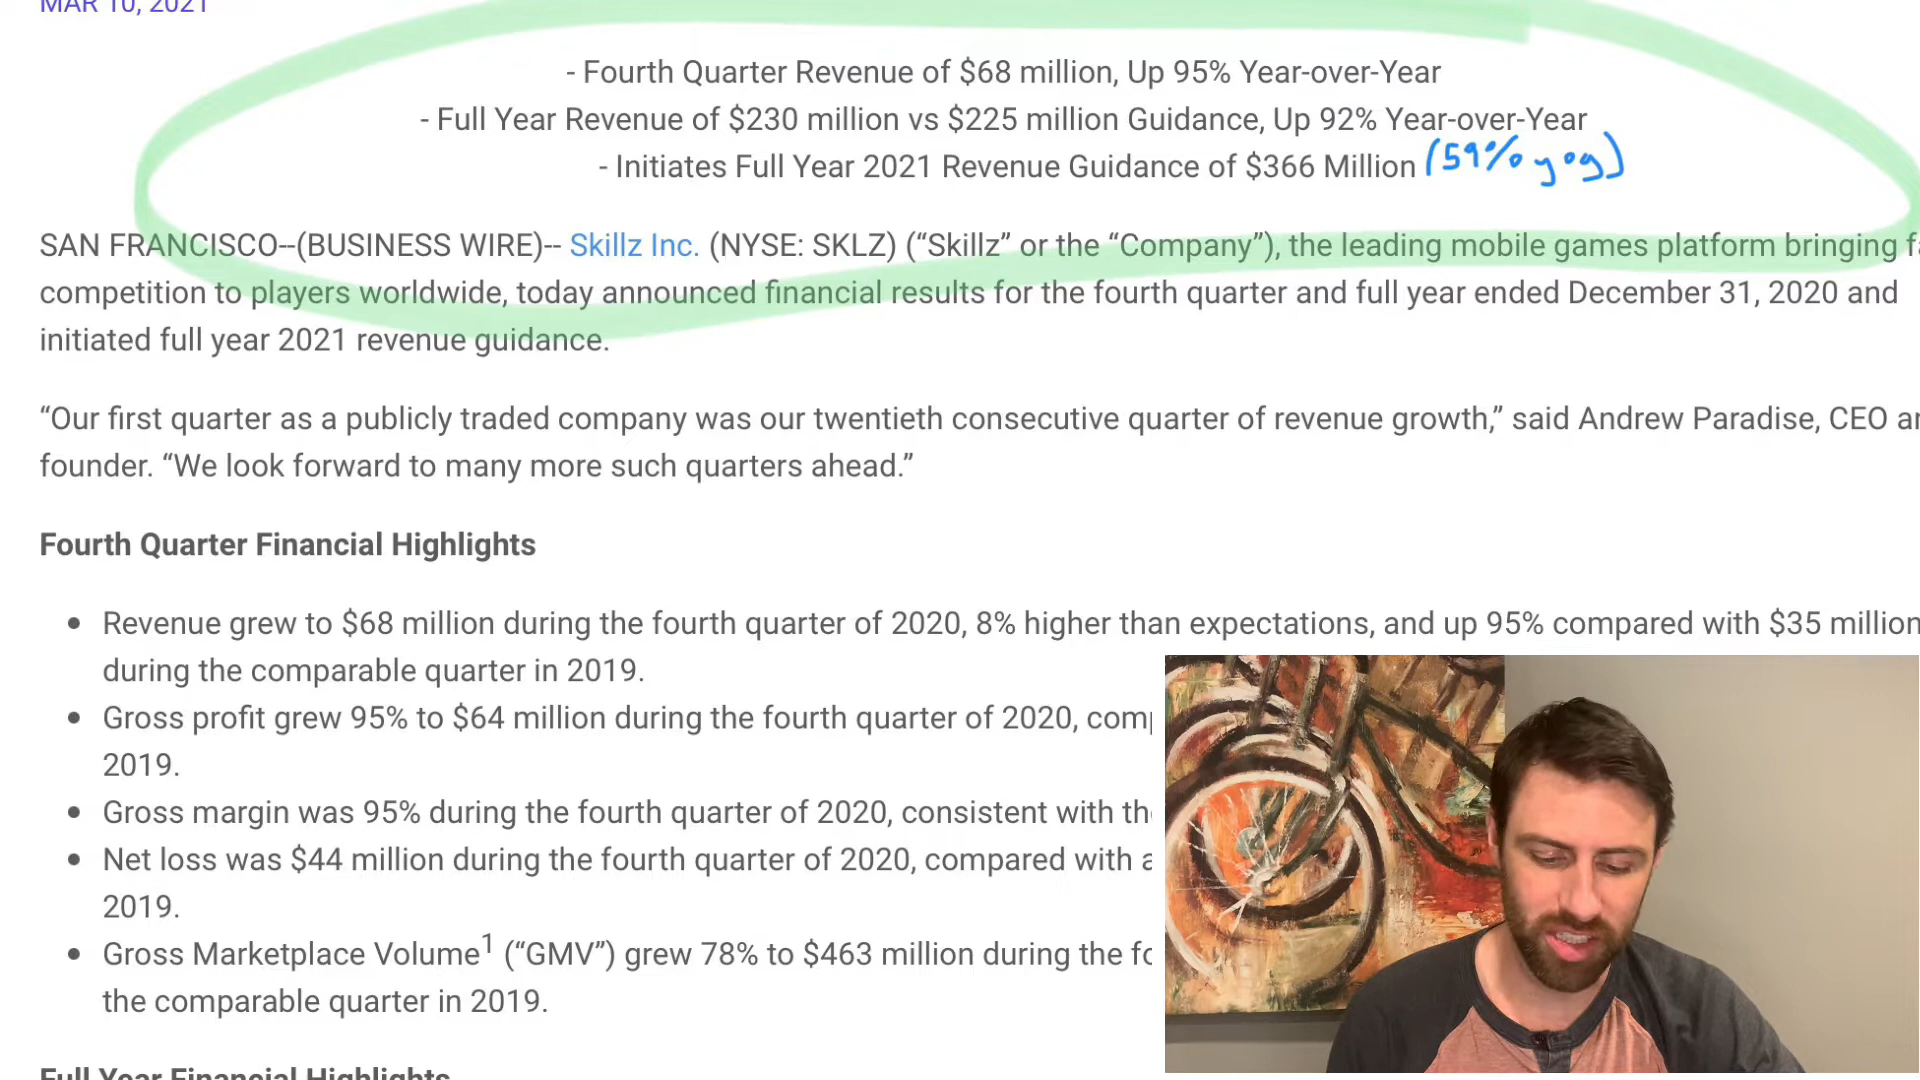 MAR 10, 2021
- Fourth Quarter Revenue of $68 million, Up 95% Year-over-Year
- Full Year Revenue of $230 million vs $225 million Guidance, Up 92% Year-over-Year
- Initiates Full Year 2021 Revenue Guidance of $366 Million (59% yoy)
SAN FRANCISCO--(BUSINESS WIRE)-- Skillz Inc. (NYSE: SKLZ) (“Skillz” or the “Company”), the leading mobile games platform bringing
competition to players worldwide, today announced financial results for the fourth quarter and full year ended December 31, 2020 and
initiated full year 2021 revenue guidance.
“Our first quarter as a publicly traded company was our twentieth consecutive quarter of revenue growth,” said Andrew Paradise, CEO
founder. “We look forward to many more such quarters ahead.”
Fourth Quarter Financial Highlights
• Revenue grew to $68 million during the fourth quarter of 2020, 8% higher than expectations, and up 95% compared with $35 million
during the comparable quarter in 2019.
• Gross profit grew 95% to $64 million during the fourth quarter of 2020,
2019.
• Gross margin was 95% during the fourth quarter of 2020, consistent with
• Net loss was $44 million during the fourth quarter of 2020, compared with
2019.
• Gross Marketplace Volume1 (“GMV”) grew 78% to $463 million during the
the comparable quarter in 2019.
Full Year Financial Highlights